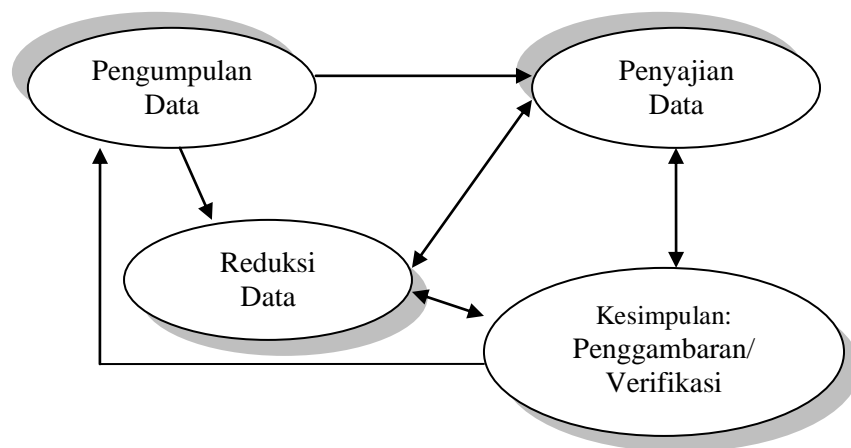 Pengumpulan
Data
Penyajian
Data
Reduksi
Data
Kesimpulan:
Penggambaran/
Verifikasi